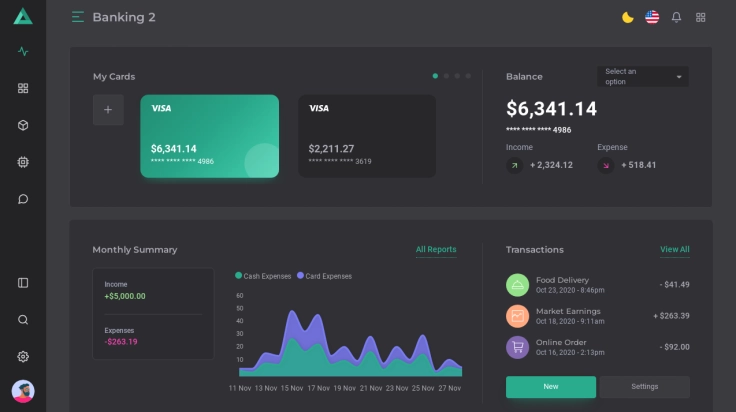 Banking 2
My Cards
VISA
$6,341.14
**** **** **** 4986
VISA
$2,211.27
**** **** **** 3619
Balance
Select an
option
$6,341.14
**** **** **** 4986
Income
Expense
+ 2,324.12
+ 518.41
Monthly Summary
All Reports
Income
+$5,000.00
Expenses
-$263.19
Cash Expenses
Card Expenses
60
50
40
30
20
10
11 Nov 13 Nov 15 Nov 17 Nov 19 Nov 21 Nov 23 Nov 25 Nov 27 Nov
Transactions
View All
Food Delivery
Oct 23, 2020 - 8:46pm
- $41.49
Market Earnings
Oct 18, 2020 - 9:11am
+ $263.39
Online Order
Oct 16, 2020 - 2:13pm
- $92.00
New
Settings